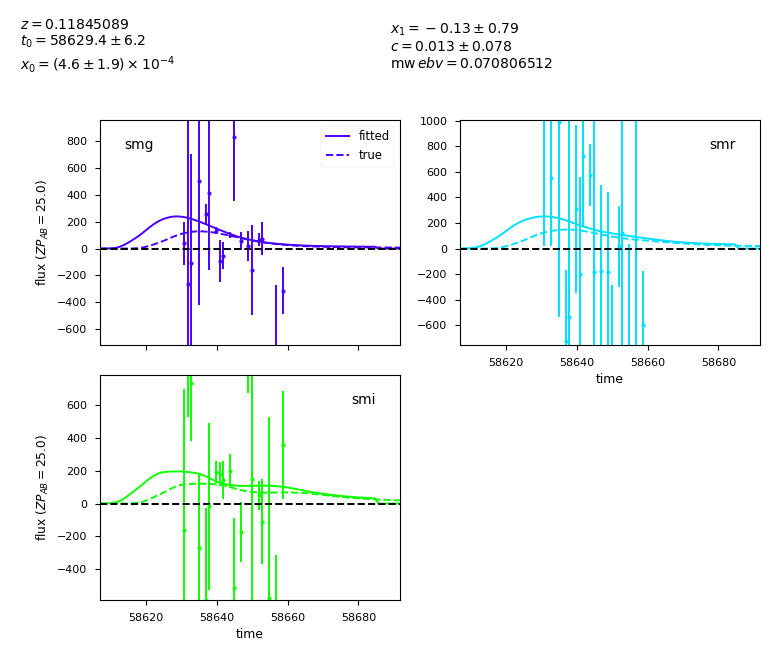 z = 0.11845089
t₀ = 58629.4 ± 6.2
x₀ = (4.6 ± 1.9) × 10⁻⁴
x₁ = −0.13 ± 0.79
c = 0.013 ± 0.078
mw ebv = 0.070806512
smg
fitted
true
800
600
400
200
0
−200
−400
−600
flux (ZP_AB = 25.0)
smr
1000
800
600
400
200
0
−200
−400
−600
58620 58640 58660 58680
time
smi
600
400
200
0
−200
−400
flux (ZP_AB = 25.0)
58620 58640 58660 58680
time